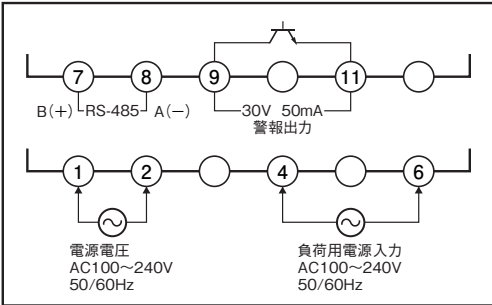 7 8 9 11
B(+) RS-485 A(−) 30V 50mA
警報出力
1 2 4 6
電源電圧 負荷用電源入力
AC100〜240V AC100〜240V
50/60Hz 50/60Hz